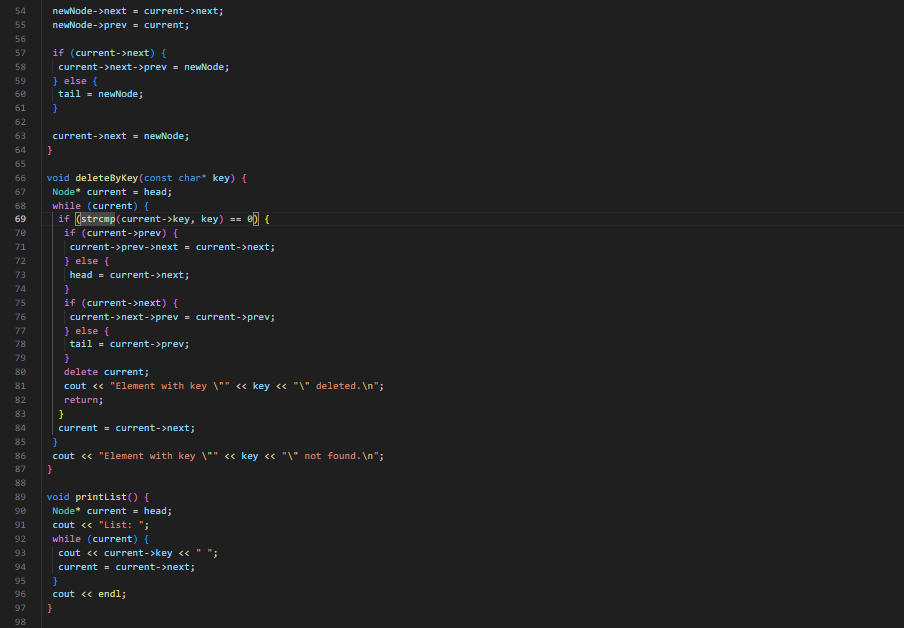 54 newNode->next = current->next;
55 newNode->prev = current;
56
57 if (current->next) {
58 current->next->prev = newNode;
59 } else {
60 tail = newNode;
61 }
62
63 current->next = newNode;
64 }
65
66 void deleteByKey(const char* key) {
67 Node* current = head;
68 while (current) {
69 if (strcmp(current->key, key) == 0) {
70 if (current->prev) {
71 current->prev->next = current->next;
72 } else {
73 head = current->next;
74 }
75 if (current->next) {
76 current->next->prev = current->prev;
77 } else {
78 tail = current->prev;
79 }
80 delete current;
81 cout << "Element with key \"" << key << "\" deleted.\n";
82 return;
83 }
84 current = current->next;
85 }
86 cout << "Element with key \"" << key << "\" not found.\n";
87 }
88
89 void printList() {
90 Node* current = head;
91 cout << "List: ";
92 while (current) {
93 cout << current->key << " ";
94 current = current->next;
95 }
96 cout << endl;
97 }
98